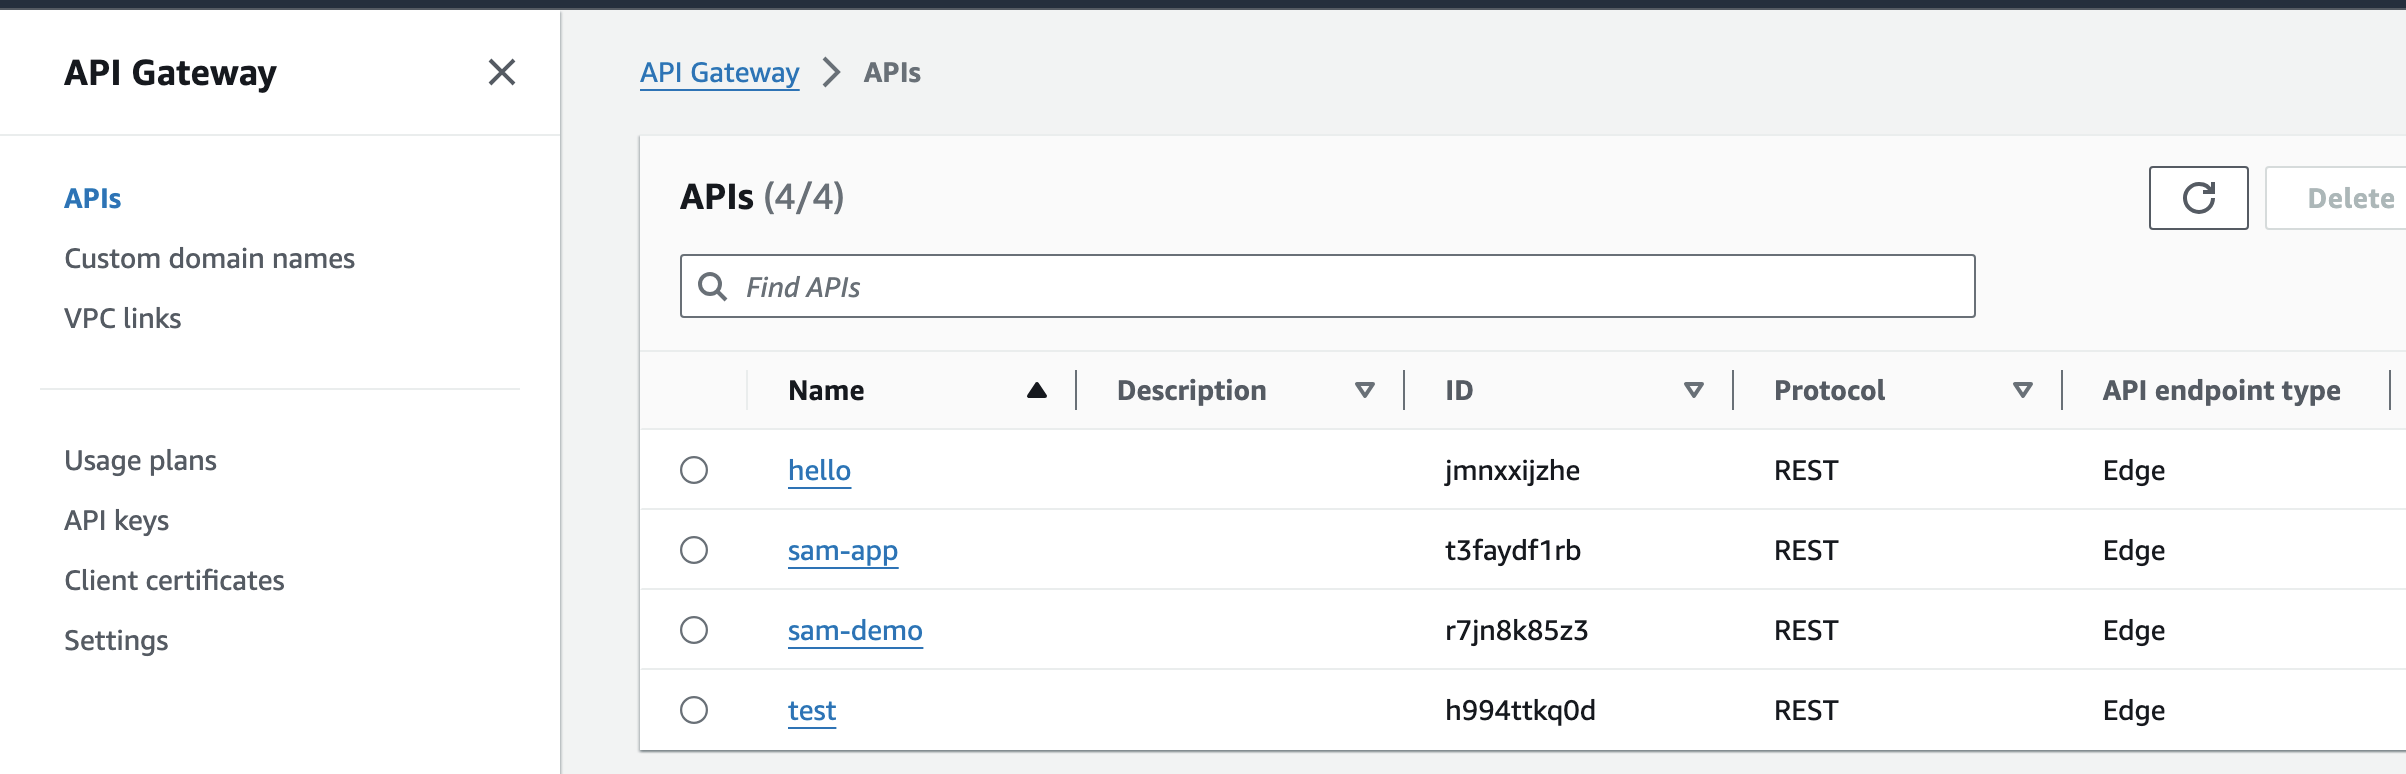 API Gateway
APIs
Custom domain names
VPC links
Usage plans
API keys
Client certificates
Settings
API Gateway > APIs
APIs (4/4)
Delete
Find APIs
Name Description ID Protocol API endpoint type
hello jmnxxijzhe REST Edge
sam-app t3faydf1rb REST Edge
sam-demo r7jn8k85z3 REST Edge
test h994ttkq0d REST Edge